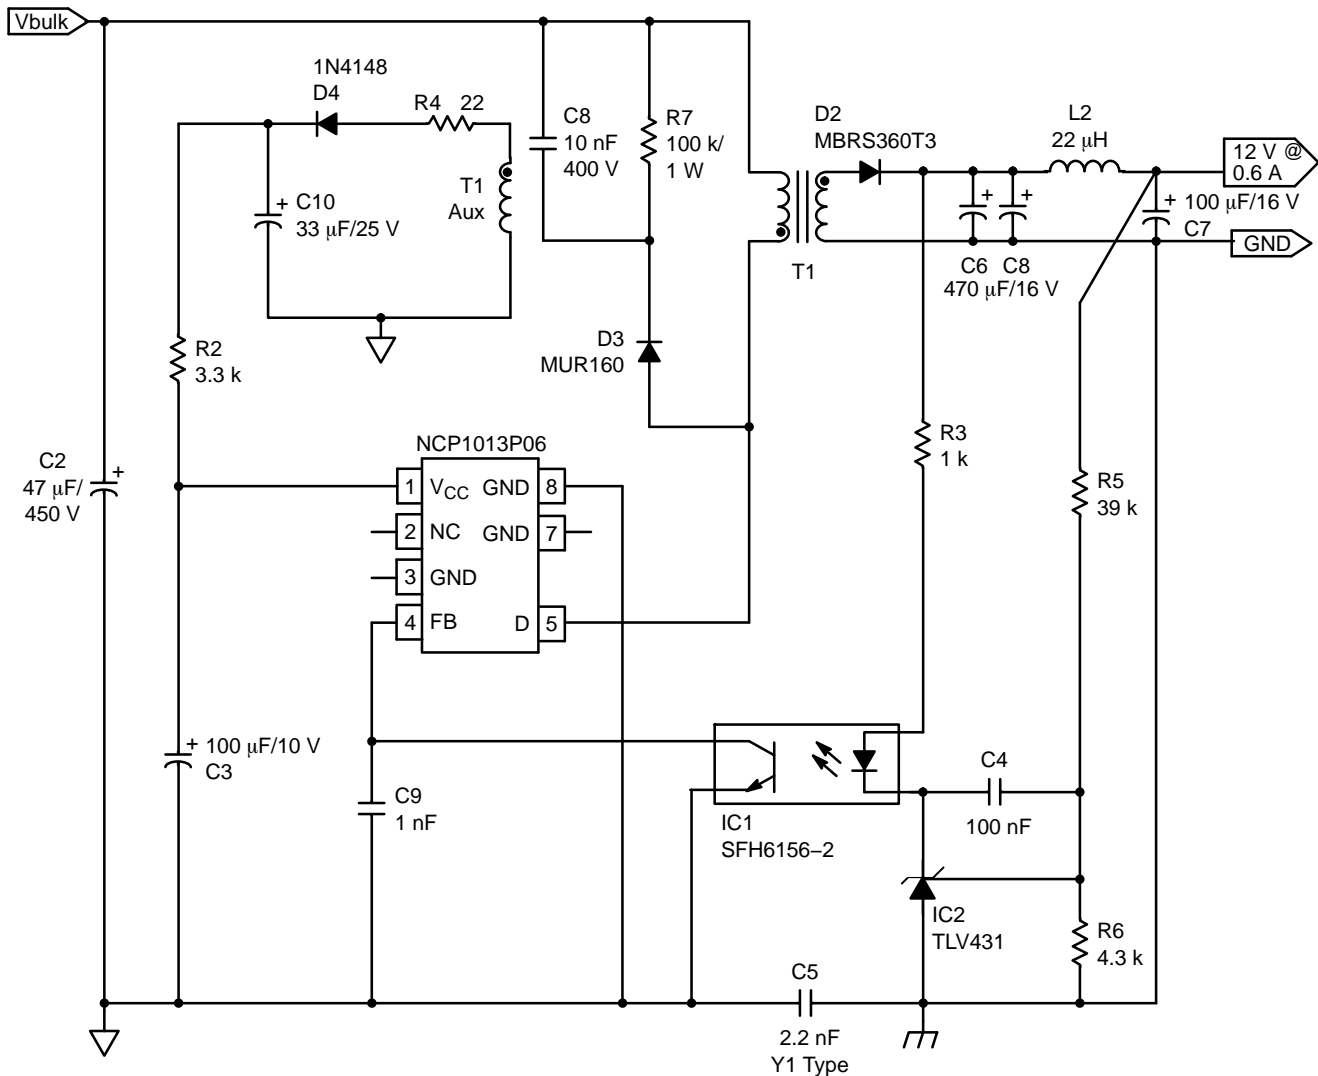 Vbulk
1N4148
D4
R4 22
C8
10 nF
400 V
R7
100 k/
1 W
D2
MBRS360T3
L2
22 μH
12 V @
0.6 A
T1
Aux
+ C10
33 μF/25 V
+
+
+ 100 μF/16 V
C7
GND
T1
C6 C8
470 μF/16 V
R2
3.3 k
D3
MUR160
NCP1013P06
R3
1 k
C2
47 μF/
450 V
+
R5
39 k
1 VCC GND 8
2 NC GND 7
3 GND
4 FB D 5
+ 100 μF/10 V
C3
C9
1 nF
IC1
SFH6156–2
C4
100 nF
IC2
TLV431
R6
4.3 k
C5
2.2 nF
Y1 Type